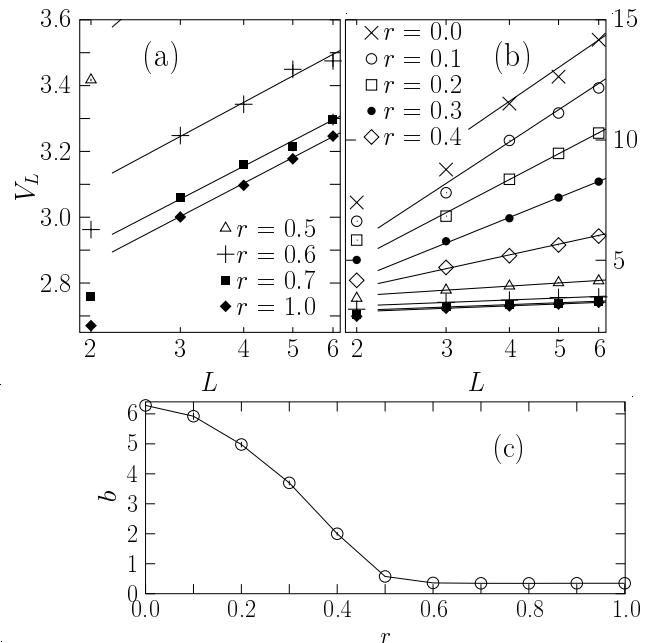 3.6
3.4
3.2
3.0
2.8
V_L
(a)
r = 0.5
r = 0.6
r = 0.7
r = 1.0
2 3 4 5 6
L
(b)
r = 0.0
r = 0.1
r = 0.2
r = 0.3
r = 0.4
15
10
5
2 3 4 5 6
L
6
5
4
3
2
1
0
b
(c)
0.0 0.2 0.4 0.6 0.8 1.0
r